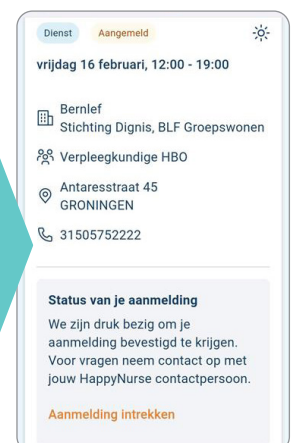 Dienst Aangemeld
vrijdag 16 februari, 12:00 - 19:00
Bernlef
Stichting Dignis, BLF Groepswonen
Verpleegkundige HBO
Antaresstraat 45
GRONINGEN
31505752222
Status van je aanmelding
We zijn druk bezig om je
aanmelding bevestigd te krijgen.
Voor vragen neem contact op met
jouw HappyNurse contactpersoon.
Aanmelding intrekken